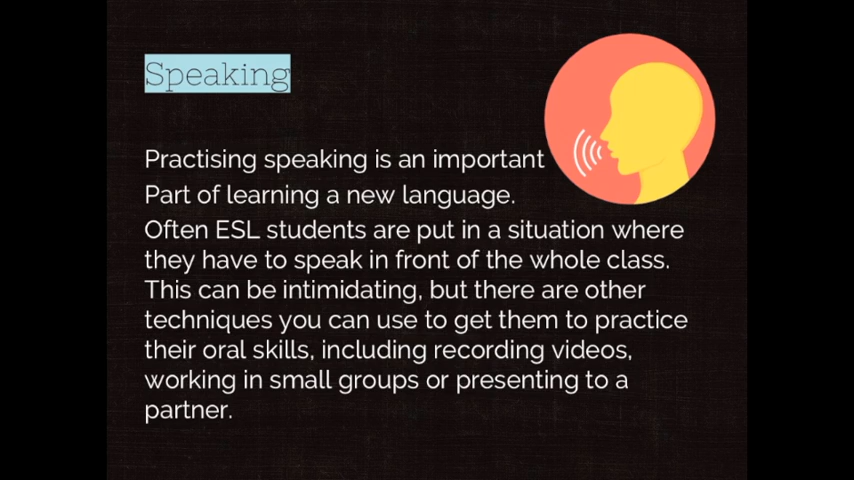 Speaking
Practising speaking is an important
Part of learning a new language.
Often ESL students are put in a situation where
they have to speak in front of the whole class.
This can be intimidating, but there are other
techniques you can use to get them to practice
their oral skills, including recording videos,
working in small groups or presenting to a
partner.